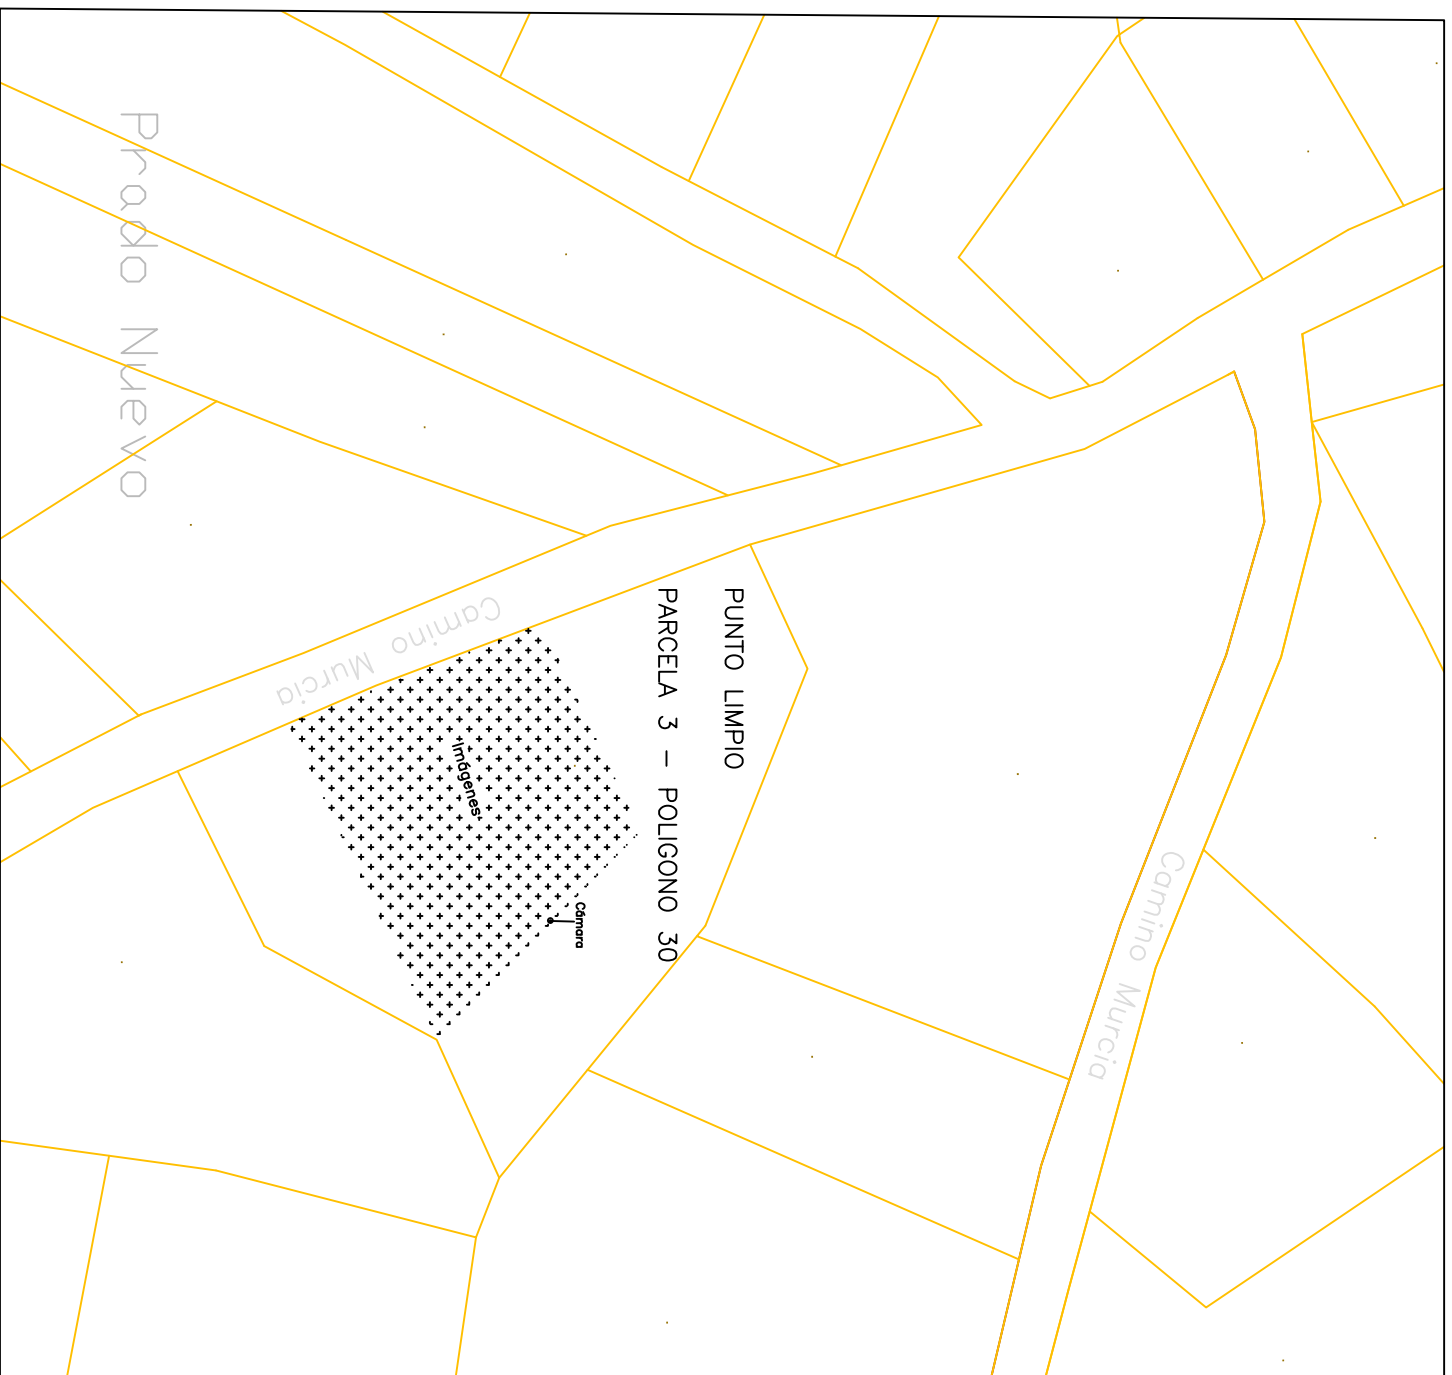 Prado Nuevo
PUNTO LIMPIO
PARCELA 3 - POLIGONO 30
Camino Murcia
Imágenes
Cámara
Camino Murcia